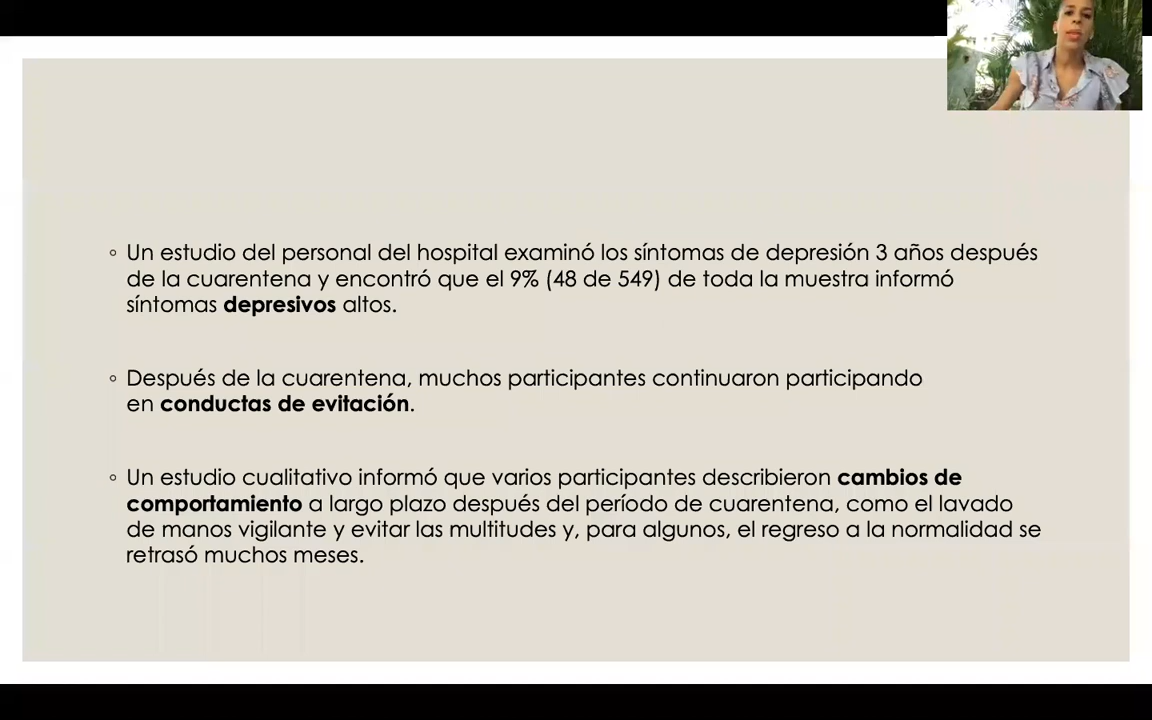 ◦ Un estudio del personal del hospital examinó los síntomas de depresión 3 años después
de la cuarentena y encontró que el 9% (48 de 549) de toda la muestra informó
síntomas depresivos altos.
◦ Después de la cuarentena, muchos participantes continuaron participando
en conductas de evitación.
◦ Un estudio cualitativo informó que varios participantes describieron cambios de
comportamiento a largo plazo después del período de cuarentena, como el lavado
de manos vigilante y evitar las multitudes y, para algunos, el regreso a la normalidad se
retrasó muchos meses.